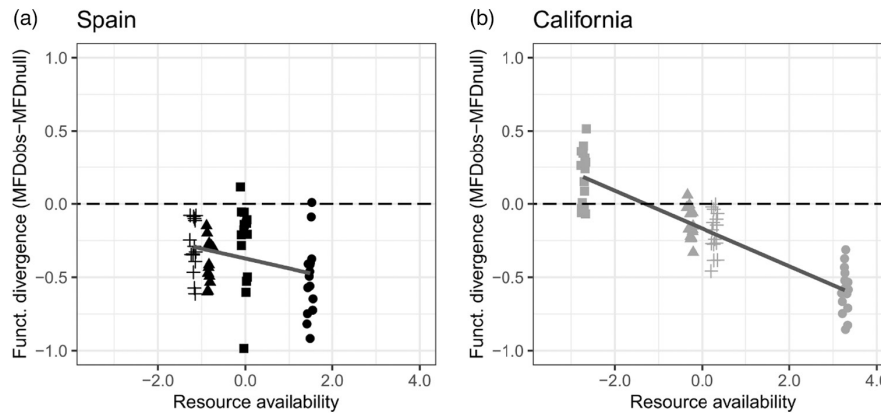 (a) Spain
Funct. divergence (MFDobs−MFDnull)
1.0
0.5
0.0
−0.5
−1.0
−2.0 0.0 2.0 4.0
Resource availability
(b) California
Funct. divergence (MFDobs−MFDnull)
1.0
0.5
0.0
−0.5
−1.0
−2.0 0.0 2.0 4.0
Resource availability